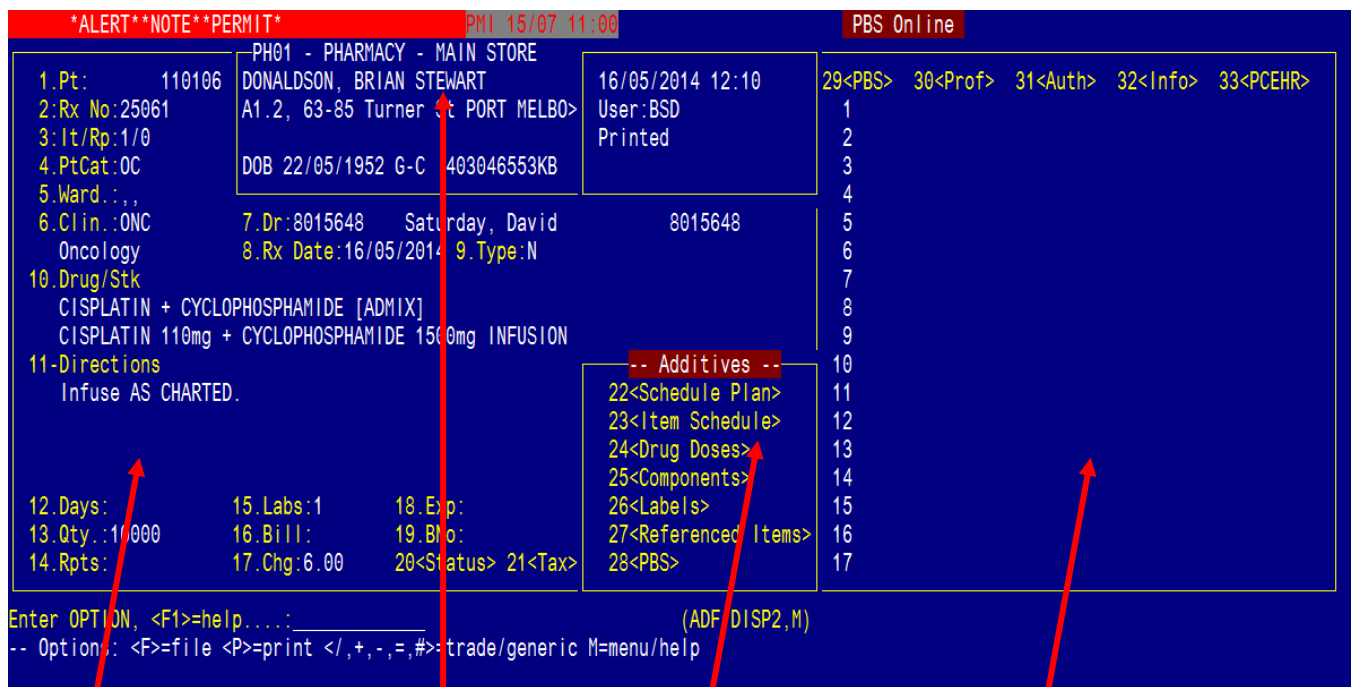 *ALERT**NOTE**PERMIT* PMI 15/07 11:00 PBS Online
PH01 - PHARMACY - MAIN STORE
1.Pt: 110106 DONALDSON, BRIAN STEWART 16/05/2014 12:10 29<PBS> 30<Prof> 31<Auth> 32<Info> 33<PCEHR>
2:Rx No:25061 A1.2, 63-85 Turner St PORT MELBO> User:BSD 1
3:It/Rp:1/0 Printed 2
4.PtCat:OC DOB 22/05/1952 G-C 403046553KB 3
5.Ward.:,, 4
6.Clin.:ONC 7.Dr:8015648 Saturday, David 8015648 5
Oncology 8.Rx Date:16/05/2014 9.Type:N 6
10.Drug/Stk 7
CISPLATIN + CYCLOPHOSPHAMIDE [ADMIX] 8
CISPLATIN 110mg + CYCLOPHOSPHAMIDE 1500mg INFUSION 9
11-Directions -- Additives -- 10
Infuse AS CHARTED. 22<Schedule Plan> 11
23<Item Schedule> 12
24<Drug Doses> 13
25<Components> 14
12.Days: 15.Labs:1 18.Exp: 26<Labels> 15
13.Qty.:10000 16.Bill: 19.BNo: 27<Referenced Items> 16
14.Rpts: 17.Chg:6.00 20<Status> 21<Tax> 28<PBS> 17
Enter OPTION, <F1>=help....: (ADF DISP2,M)
-- Options: <F>=file <P>=print </,+,-,=,#>=trade/generic M=menu/help